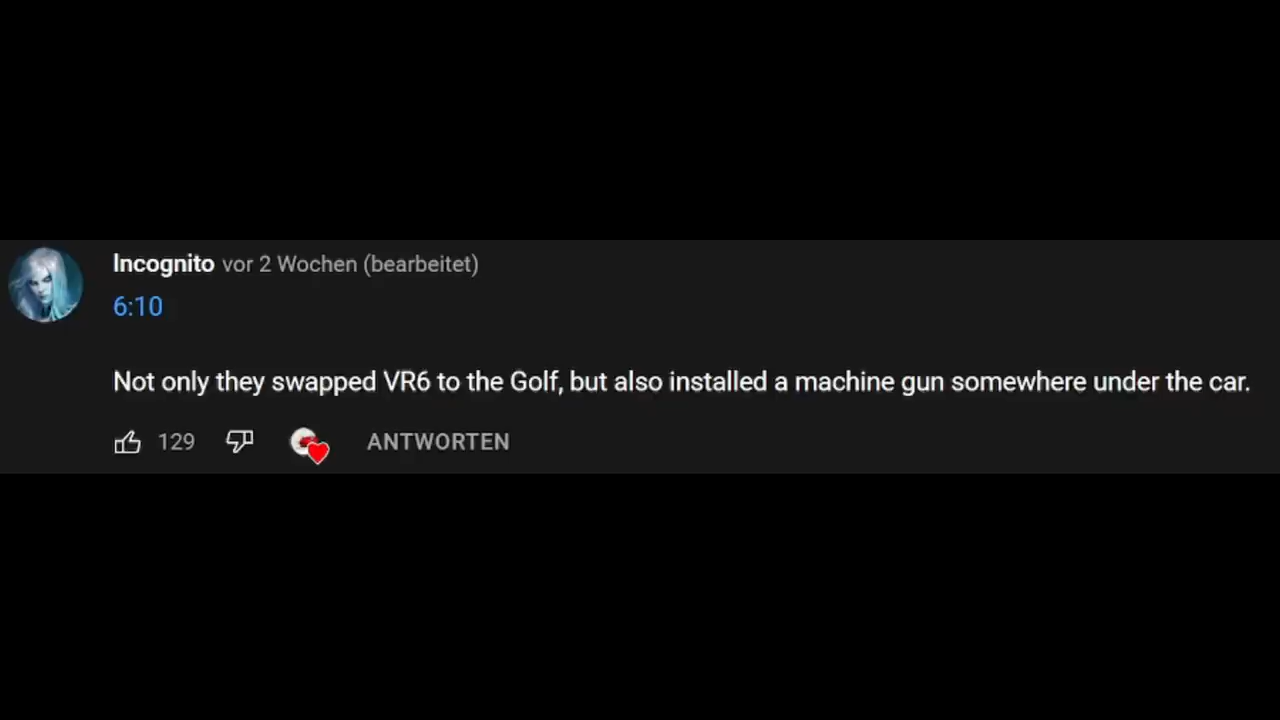 Incognito vor 2 Wochen (bearbeitet)
6:10
Not only they swapped VR6 to the Golf, but also installed a machine gun somewhere under the car.
129 ANTWORTEN